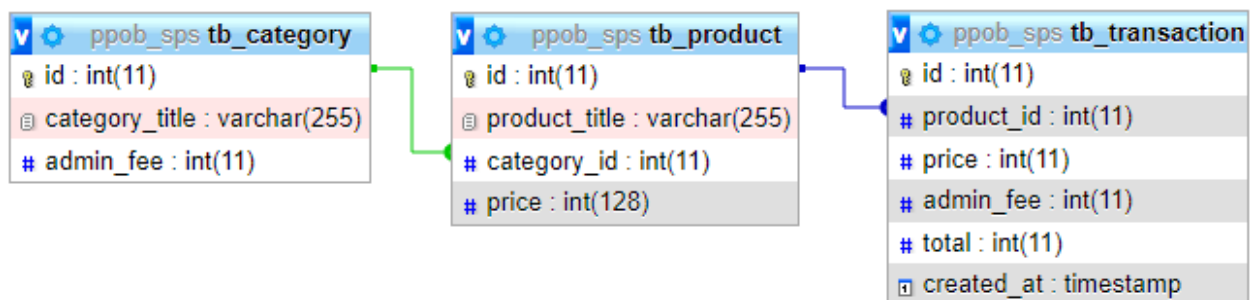 v ppob_sps tb_category
id : int(11)
category_title : varchar(255)
# admin_fee : int(11)
v ppob_sps tb_product
id : int(11)
product_title : varchar(255)
# category_id : int(11)
# price : int(128)
v ppob_sps tb_transaction
id : int(11)
# product_id : int(11)
# price : int(11)
# admin_fee : int(11)
# total : int(11)
created_at : timestamp